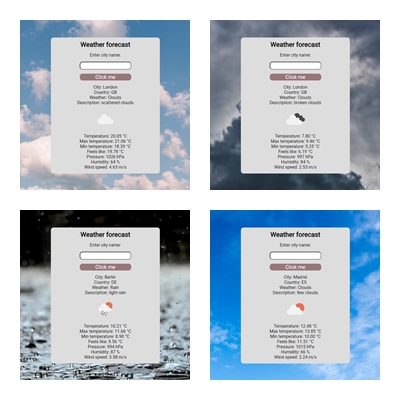 Weather forecast
Enter city name:
Click me
City: London
Country: GB
Weather: Clouds
Description: scattered clouds
Temperature: 20.05 °C
Max temperature: 21.06 °C
Min temperature: 18.39 °C
Feels like: 19.78 °C
Pressure: 1026 hPa
Humidity: 64 %
Wind speed: 4.63 m/s
Weather forecast
Enter city name:
Click me
City: London
Country: GB
Weather: Clouds
Description: broken clouds
Temperature: 7.80 °C
Max temperature: 9.46 °C
Min temperature: 5.25 °C
Feels like: 6.19 °C
Pressure: 997 hPa
Humidity: 84 %
Wind speed: 2.53 m/s
Weather forecast
Enter city name:
Click me
City: Berlin
Country: DE
Weather: Rain
Description: light rain
Temperature: 10.21 °C
Max temperature: 11.66 °C
Min temperature: 8.90 °C
Feels like: 9.56 °C
Pressure: 994 hPa
Humidity: 87 %
Wind speed: 3.58 m/s
Weather forecast
Enter city name:
Click me
City: Madrid
Country: ES
Weather: Clouds
Description: few clouds
Temperature: 12.48 °C
Max temperature: 13.85 °C
Min temperature: 10.00 °C
Feels like: 11.51 °C
Pressure: 1015 hPa
Humidity: 66 %
Wind speed: 2.24 m/s